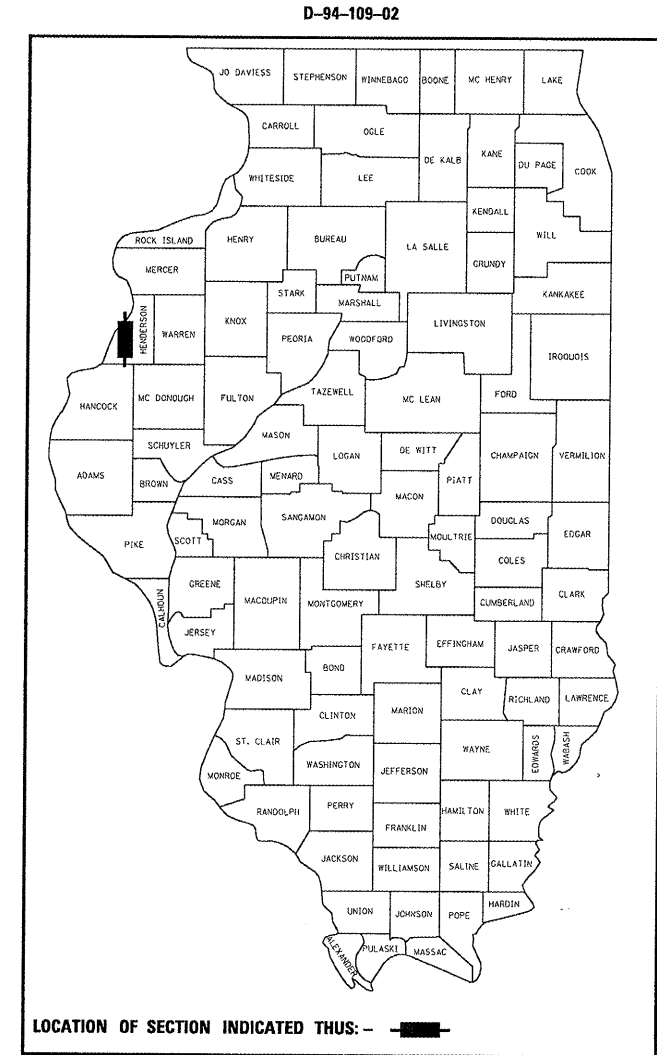 D-94-109-02
JO DAVIESS
STEPHENSON
WINNEBAGO
BOONE
MC HENRY
LAKE
CARROLL
OGLE
DE KALB
KANE
DU PAGE
COOK
WHITESIDE
LEE
KENDALL
WILL
ROCK ISLAND
HENRY
BUREAU
LA SALLE
GRUNDY
MERCER
PUTNAM
KANKAKEE
STARK
MARSHALL
HENDERSON
WARREN
KNOX
PEORIA
WOODFORD
LIVINGSTON
IROQUOIS
HANCOCK
MC DONOUGH
FULTON
TAZEWELL
MC LEAN
FORD
MASON
SCHUYLER
LOGAN
DE WITT
CHAMPAIGN
VERMILION
ADAMS
BROWN
CASS
MENARD
PIATT
MACON
MORGAN
SANGAMON
DOUGLAS
PIKE
SCOTT
CHRISTIAN
MOULTRIE
EDGAR
COLES
SHELBY
GREENE
CALHOUN
MACOUPIN
MONTGOMERY
CUMBERLAND
CLARK
JERSEY
FAYETTE
EFFINGHAM
JASPER
CRAWFORD
MADISON
BOND
CLAY
RICHLAND
LAWRENCE
CLINTON
MARION
ST. CLAIR
WAYNE
EDWARDS
WABASH
MONROE
WASHINGTON
JEFFERSON
RANDOLPH
PERRY
HAMILTON
WHITE
FRANKLIN
JACKSON
WILLIAMSON
SALINE
GALLATIN
UNION
JOHNSON
POPE
HARDIN
ALEXANDER
PULASKI
MASSAC
LOCATION OF SECTION INDICATED THUS: -